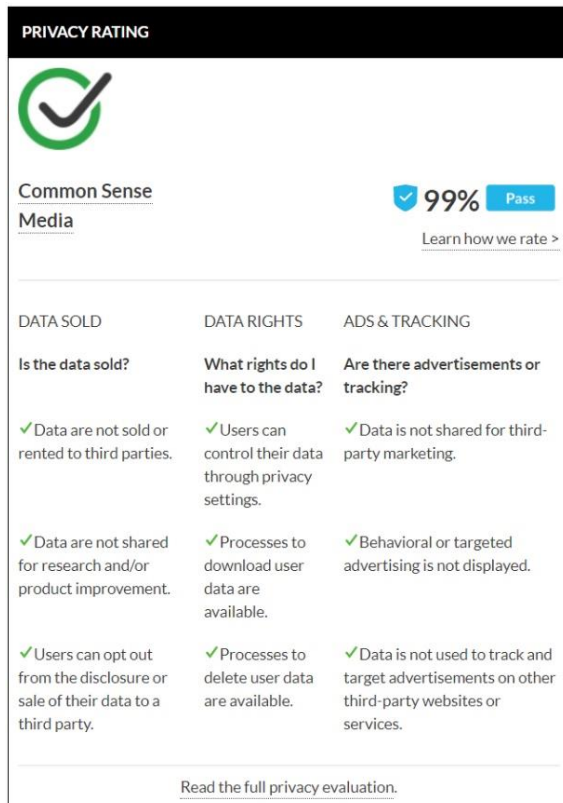 PRIVACY RATING
Common Sense
Media
99% Pass
Learn how we rate >
DATA SOLD
Is the data sold?
✓Data are not sold or
rented to third parties.
✓Data are not shared
for research and/or
product improvement.
✓Users can opt out
from the disclosure or
sale of their data to a
third party.
DATA RIGHTS
What rights do I
have to the data?
✓Users can
control their data
through privacy
settings.
✓Processes to
download user
data are
available.
✓Processes to
delete user data
are available.
ADS & TRACKING
Are there advertisements or
tracking?
✓Data is not shared for third-
party marketing.
✓Behavioral or targeted
advertising is not displayed.
✓Data is not used to track and
target advertisements on other
third-party websites or
services.
Read the full privacy evaluation.